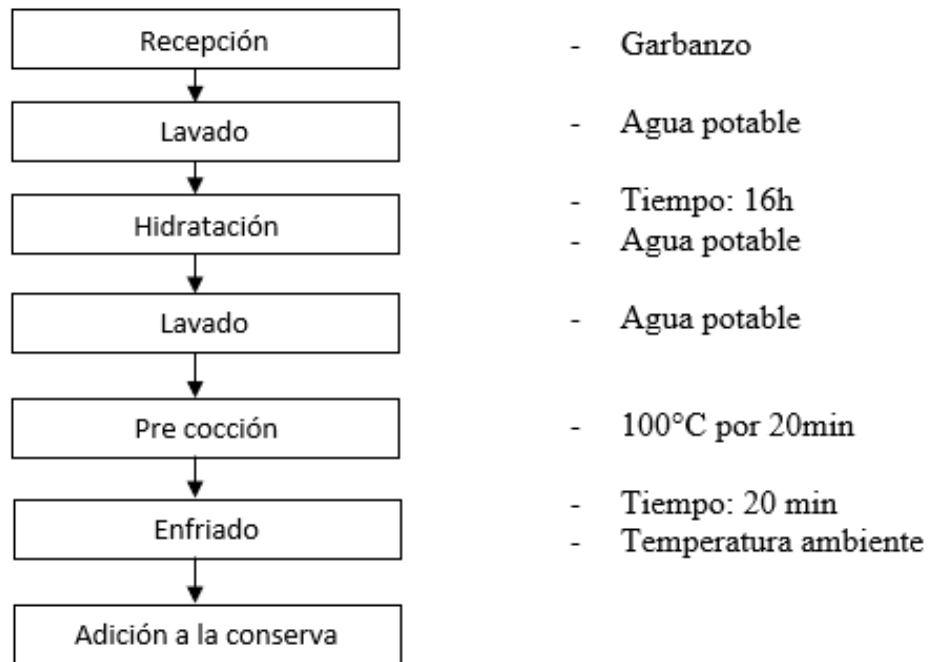 Recepción
- Garbanzo
Lavado
- Agua potable
Hidratación
- Tiempo: 16h
- Agua potable
Lavado
- Agua potable
Pre cocción
- 100°C por 20min
Enfriado
- Tiempo: 20 min
- Temperatura ambiente
Adición a la conserva